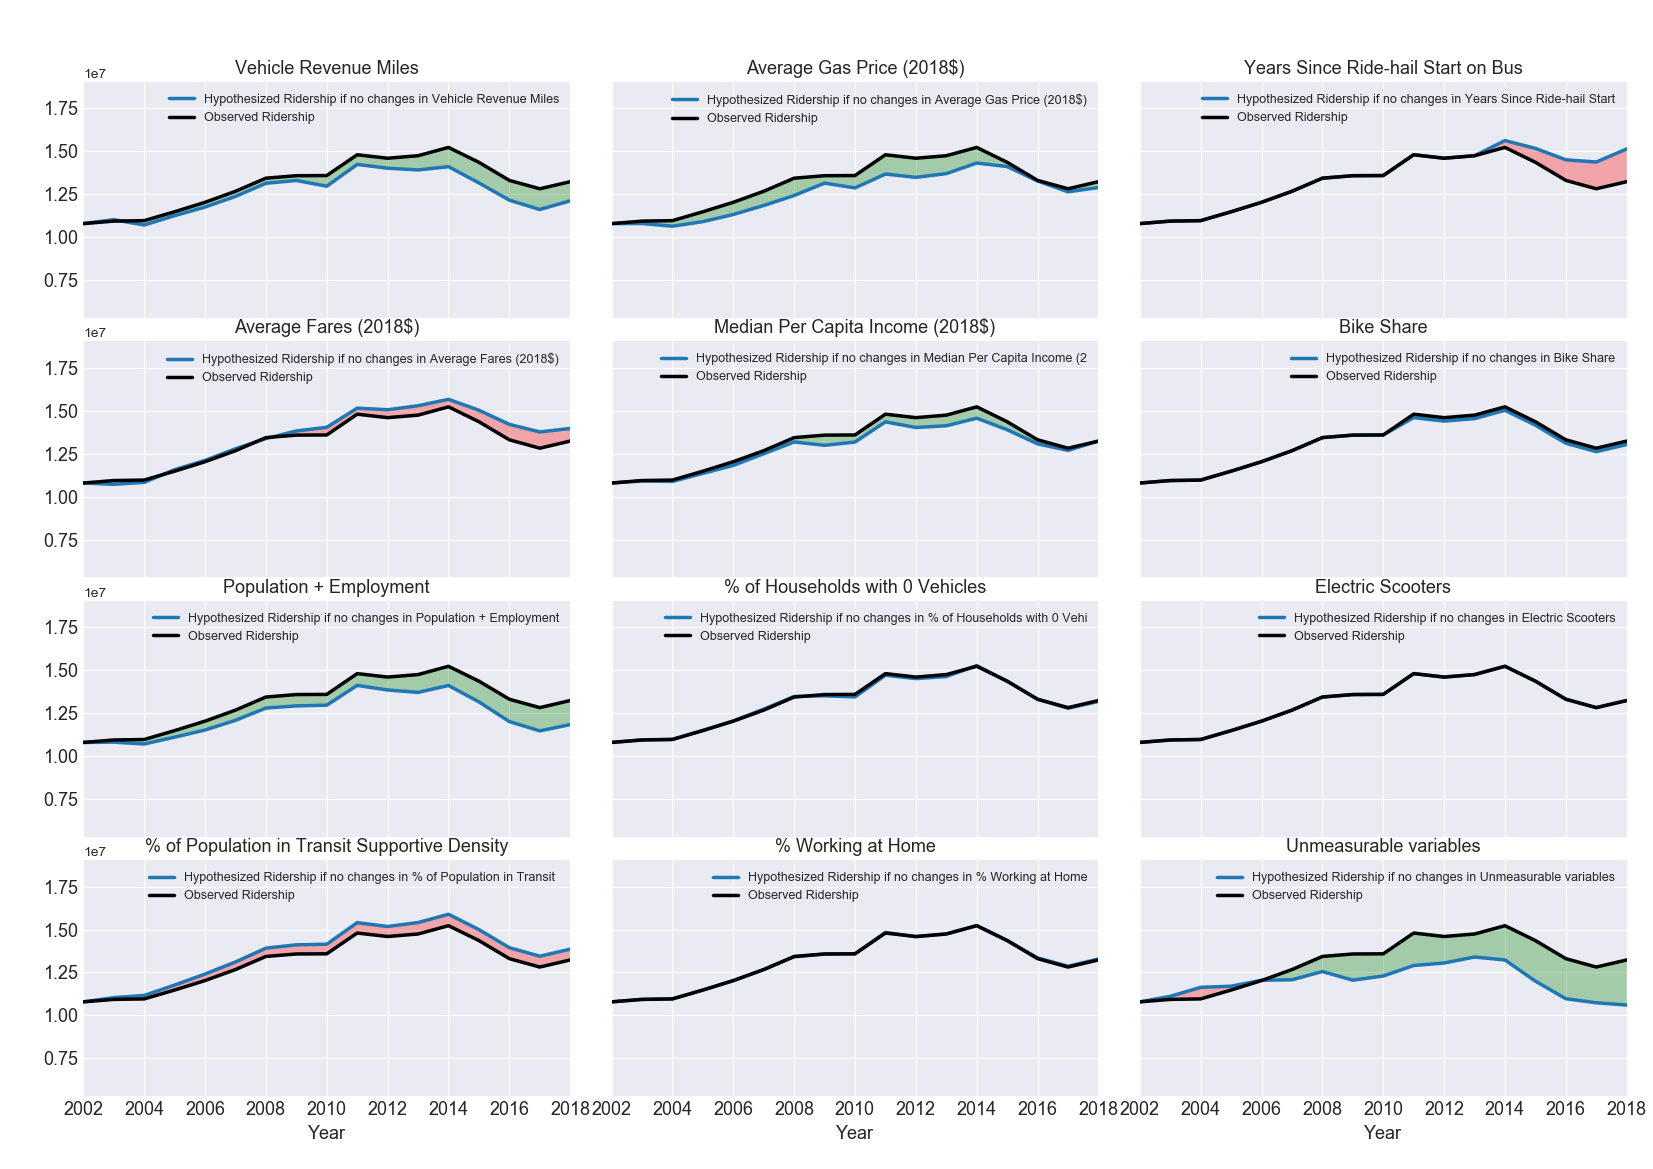 Vehicle Revenue Miles
1e7
Hypothesized Ridership if no changes in Vehicle Revenue Miles
Observed Ridership
1.75
1.50
1.25
1.00
0.75
Average Gas Price (2018$)
Hypothesized Ridership if no changes in Average Gas Price (2018$)
Observed Ridership
Years Since Ride-hail Start on Bus
Hypothesized Ridership if no changes in Years Since Ride-hail Start
Observed Ridership
Average Fares (2018$)
1e7
Hypothesized Ridership if no changes in Average Fares (2018$)
Observed Ridership
1.75
1.50
1.25
1.00
0.75
Median Per Capita Income (2018$)
Hypothesized Ridership if no changes in Median Per Capita Income (2
Observed Ridership
Bike Share
Hypothesized Ridership if no changes in Bike Share
Observed Ridership
Population + Employment
1e7
Hypothesized Ridership if no changes in Population + Employment
Observed Ridership
1.75
1.50
1.25
1.00
0.75
% of Households with 0 Vehicles
Hypothesized Ridership if no changes in % of Households with 0 Vehi
Observed Ridership
Electric Scooters
Hypothesized Ridership if no changes in Electric Scooters
Observed Ridership
% of Population in Transit Supportive Density
1e7
Hypothesized Ridership if no changes in % of Population in Transit
Observed Ridership
1.75
1.50
1.25
1.00
0.75
2002 2004 2006 2008 2010 2012 2014 2016 2018
Year
% Working at Home
Hypothesized Ridership if no changes in % Working at Home
Observed Ridership
2002 2004 2006 2008 2010 2012 2014 2016 2018
Year
Unmeasurable variables
Hypothesized Ridership if no changes in Unmeasurable variables
Observed Ridership
2002 2004 2006 2008 2010 2012 2014 2016 2018
Year